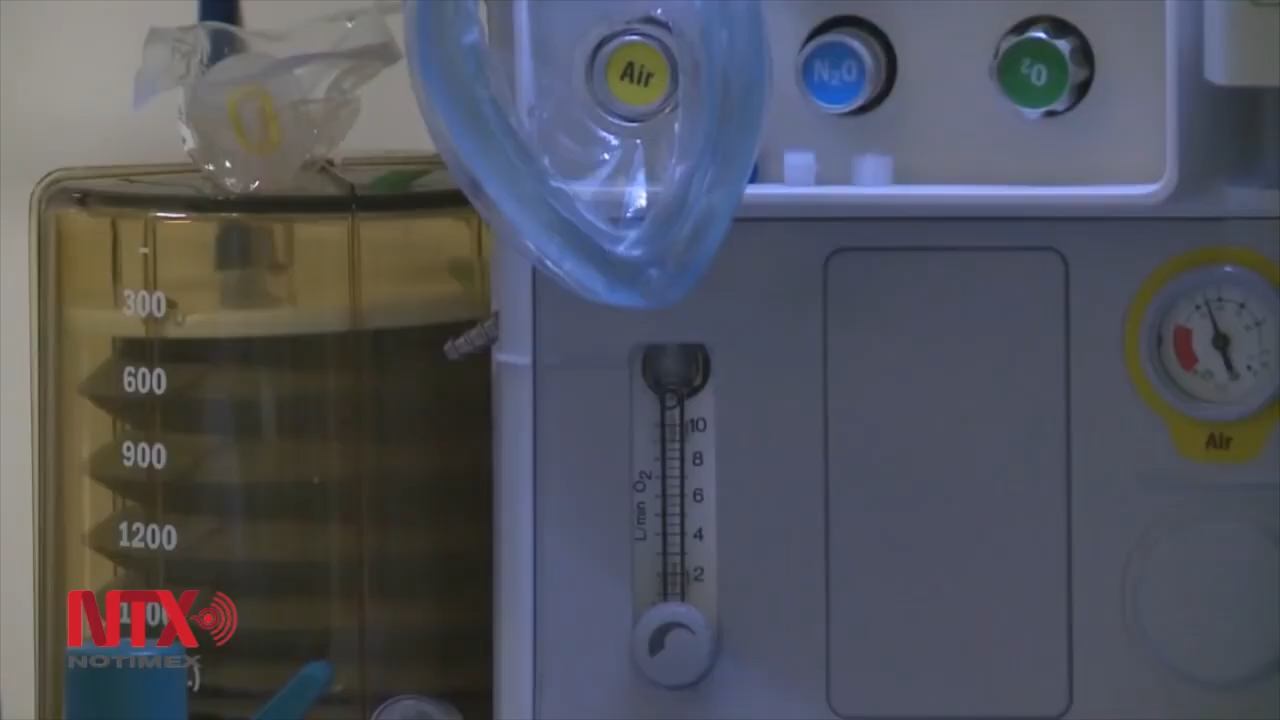 Air
N₂O
O₂
300
600
900
1200
10
8
6
4
2
L/min O₂
Air
NTX
NOTIMEX